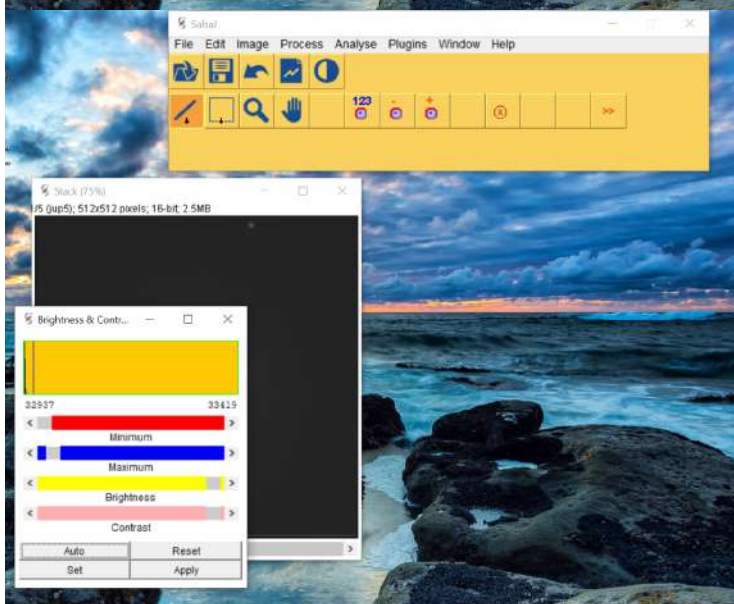 SalsaJ
File Edit Image Process Analyse Plugins Window Help
123
- +
(x)
>>
Stack (75%)
/5 (jup5); 512x512 pixels; 16-bit; 2.5MB
Brightness & Contr...
32937 33419
Minimum
Maximum
Brightness
Contrast
Auto Reset
Set Apply